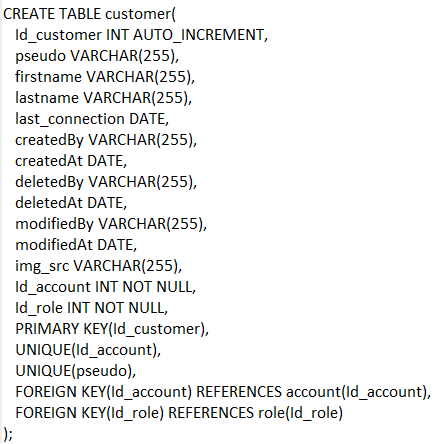 CREATE TABLE customer(
Id_customer INT AUTO_INCREMENT,
pseudo VARCHAR(255),
firstname VARCHAR(255),
lastname VARCHAR(255),
last_connection DATE,
createdBy VARCHAR(255),
createdAt DATE,
deletedBy VARCHAR(255),
deletedAt DATE,
modifiedBy VARCHAR(255),
modifiedAt DATE,
img_src VARCHAR(255),
Id_account INT NOT NULL,
Id_role INT NOT NULL,
PRIMARY KEY(Id_customer),
UNIQUE(Id_account),
UNIQUE(pseudo),
FOREIGN KEY(Id_account) REFERENCES account(Id_account),
FOREIGN KEY(Id_role) REFERENCES role(Id_role)
);